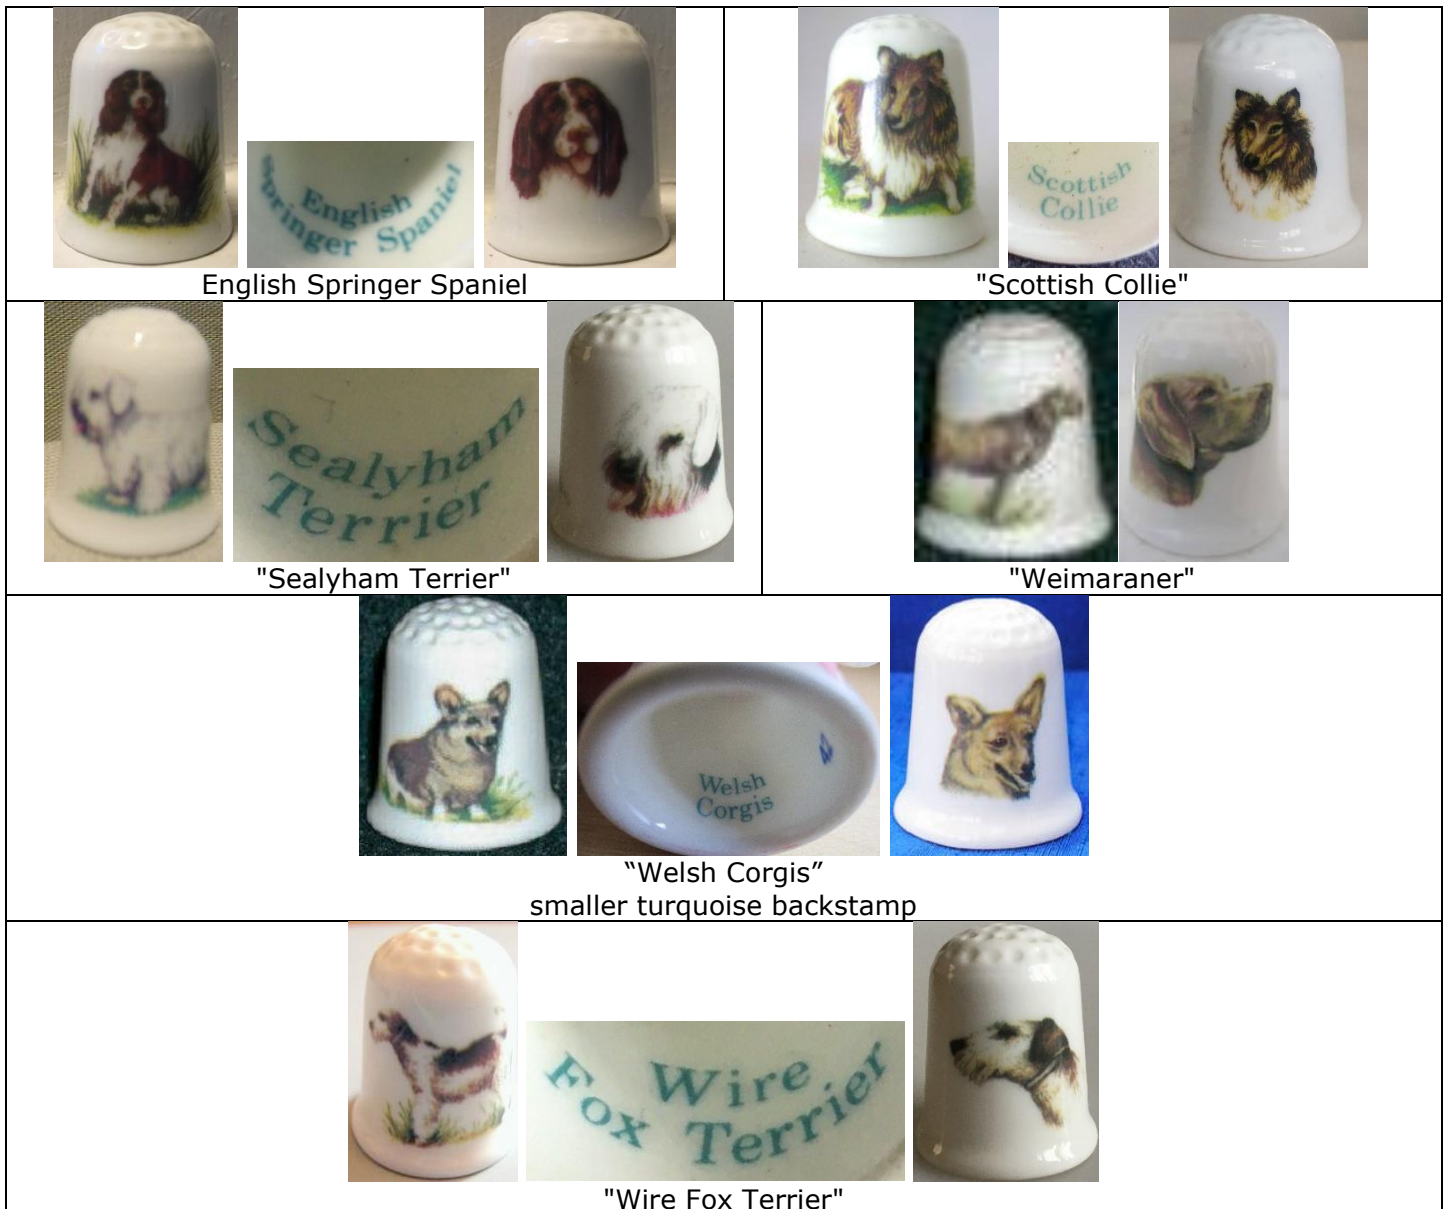 English
Springer Spaniel
English Springer Spaniel
Scottish
Collie
"Scottish Collie"
Sealyham
Terrier
"Sealyham Terrier"
"Weimaraner"
Welsh
Corgis
“Welsh Corgis”
smaller turquoise backstamp
Wire
Fox Terrier
"Wire Fox Terrier"